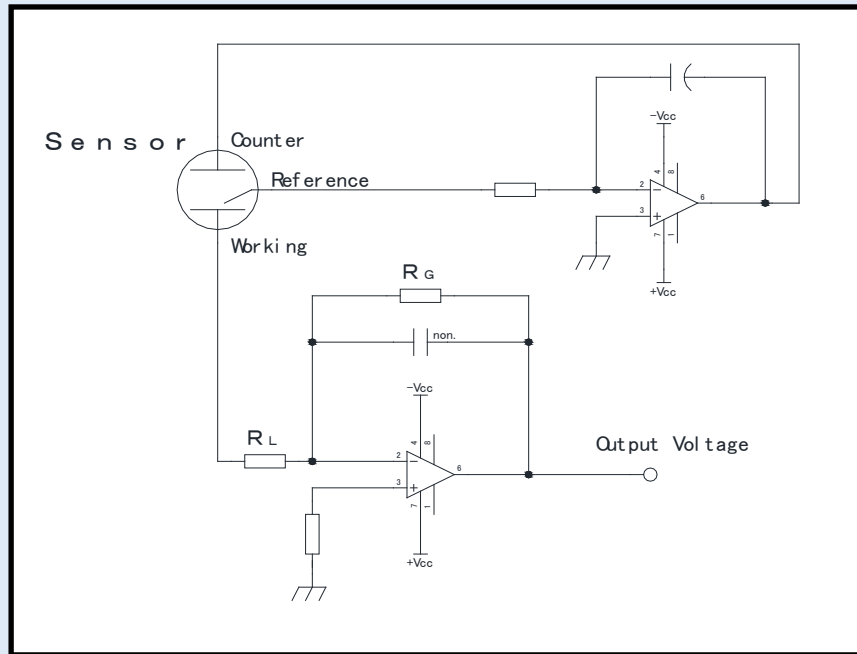 Sensor
Counter
Reference
Working
-Vcc
4
8
2
-
3
+
6
7
1
+Vcc
RG
non.
-Vcc
4
8
RL
2
-
3
+
6
7
1
+Vcc
Output Voltage